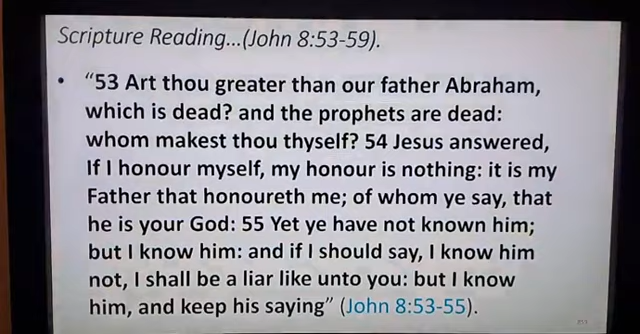 Scripture Reading...(John 8:53-59).
• “53 Art thou greater than our father Abraham,
which is dead? and the prophets are dead:
whom makest thou thyself? 54 Jesus answered,
If I honour myself, my honour is nothing: it is my
Father that honoureth me; of whom ye say, that
he is your God: 55 Yet ye have not known him;
but I know him: and if I should say, I know him
not, I shall be a liar like unto you: but I know
him, and keep his saying” (John 8:53-55).